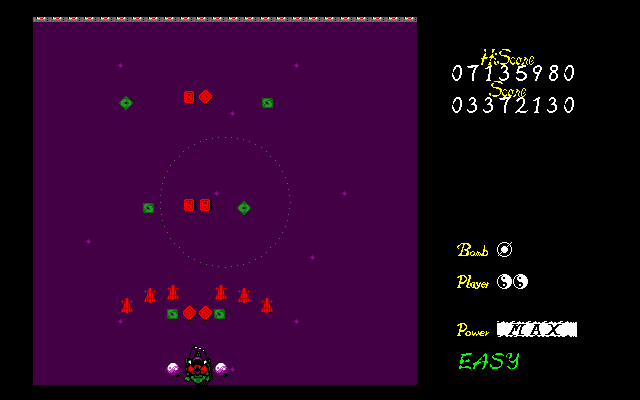 HiScore
07135980
Score
03372130
Bomb
Player
Power MAX
EASY